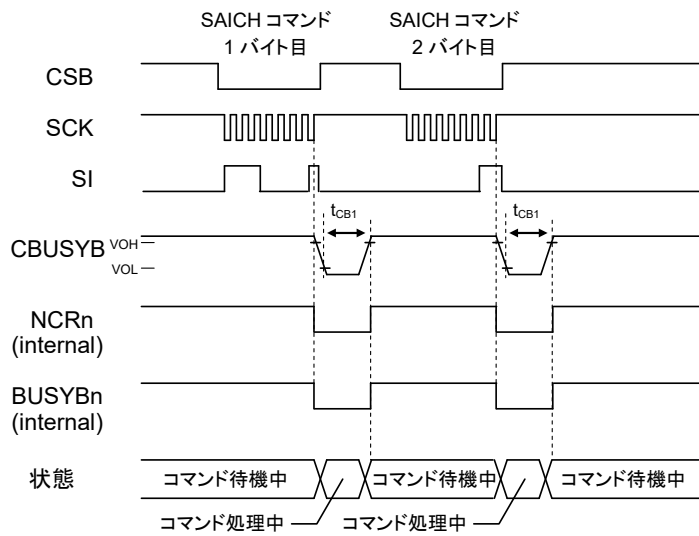 SAICH コマンド
1 バイト目
SAICH コマンド
2 バイト目
CSB
SCK
SI
tCB1
tCB1
CBUSYB
VOH
VOL
NCRn
(internal)
BUSYBn
(internal)
状態
コマンド待機中
コマンド待機中
コマンド待機中
コマンド処理中
コマンド処理中